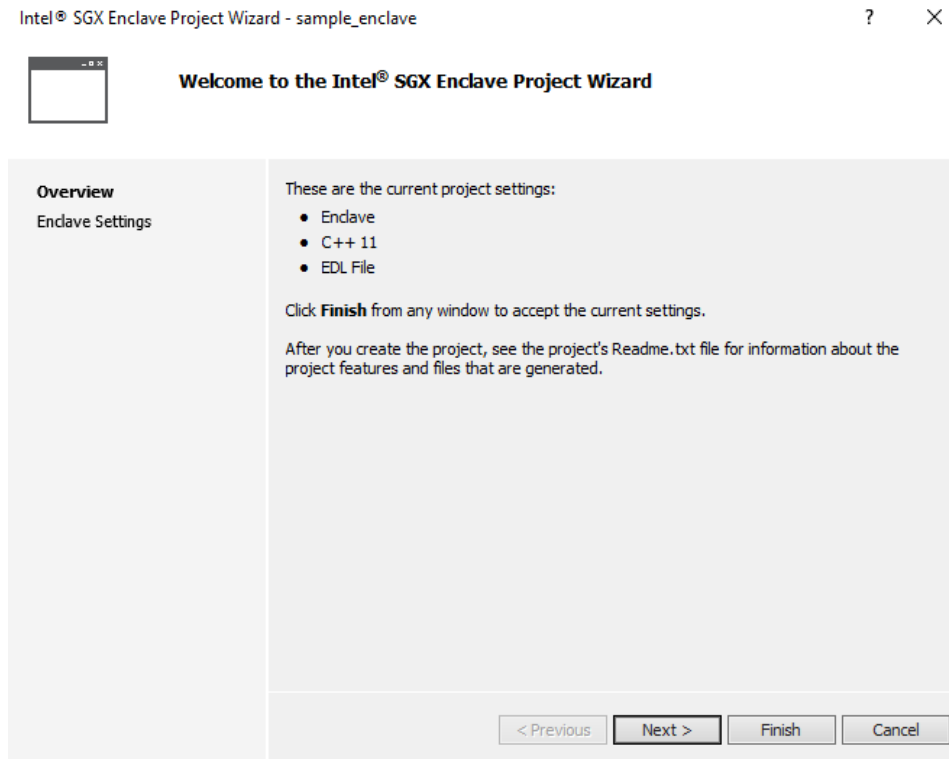 Intel® SGX Enclave Project Wizard - sample_enclave ? ×
Welcome to the Intel® SGX Enclave Project Wizard
Overview
Enclave Settings
These are the current project settings:
● Enclave
● C++ 11
● EDL File
Click Finish from any window to accept the current settings.
After you create the project, see the project's Readme.txt file for information about the
project features and files that are generated.
< Previous Next > Finish Cancel